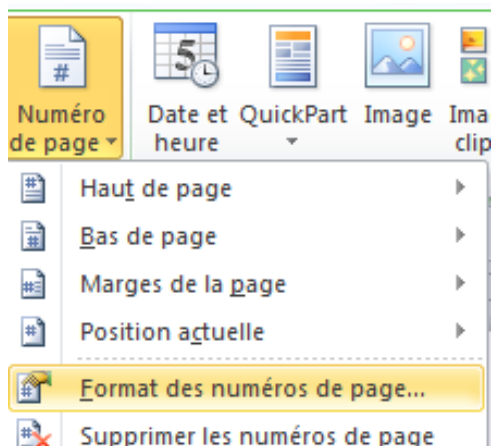 Numéro de page
Date et heure
QuickPart
Image
Ima
clip
Haut de page
Bas de page
Marges de la page
Position actuelle
Format des numéros de page...
Supprimer les numéros de page